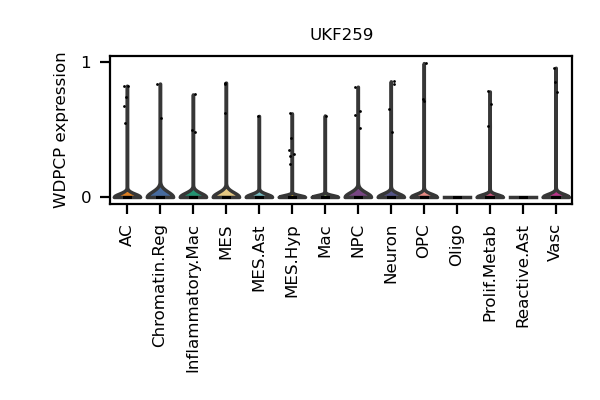 UKF259
WDPCP expression
1
0
AC
Chromatin.Reg
Inflammatory.Mac
MES
MES.Ast
MES.Hyp
Mac
NPC
Neuron
OPC
Oligo
Prolif.Metab
Reactive.Ast
Vasc